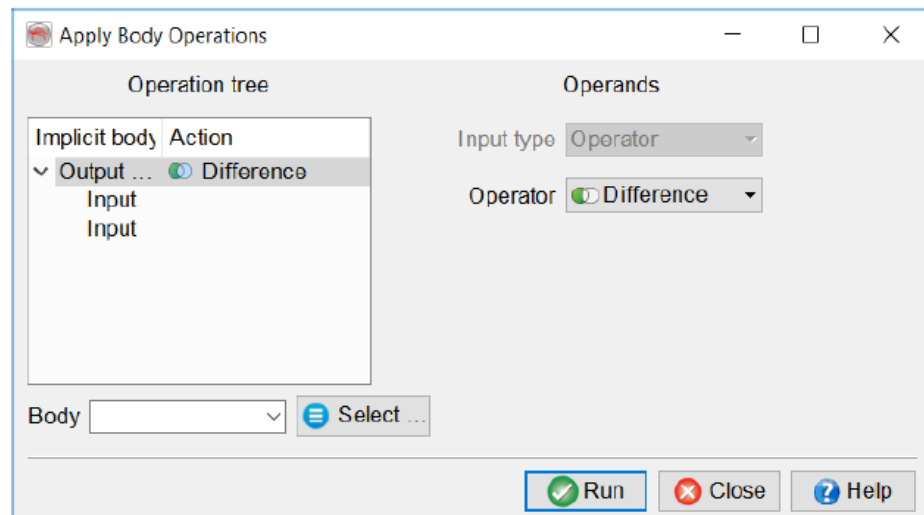 Apply Body Operations
Operation tree
Operands
Implicit body Action
Output ... Difference
Input
Input
Input type Operator
Operator Difference
Body Select ...
Run Close Help